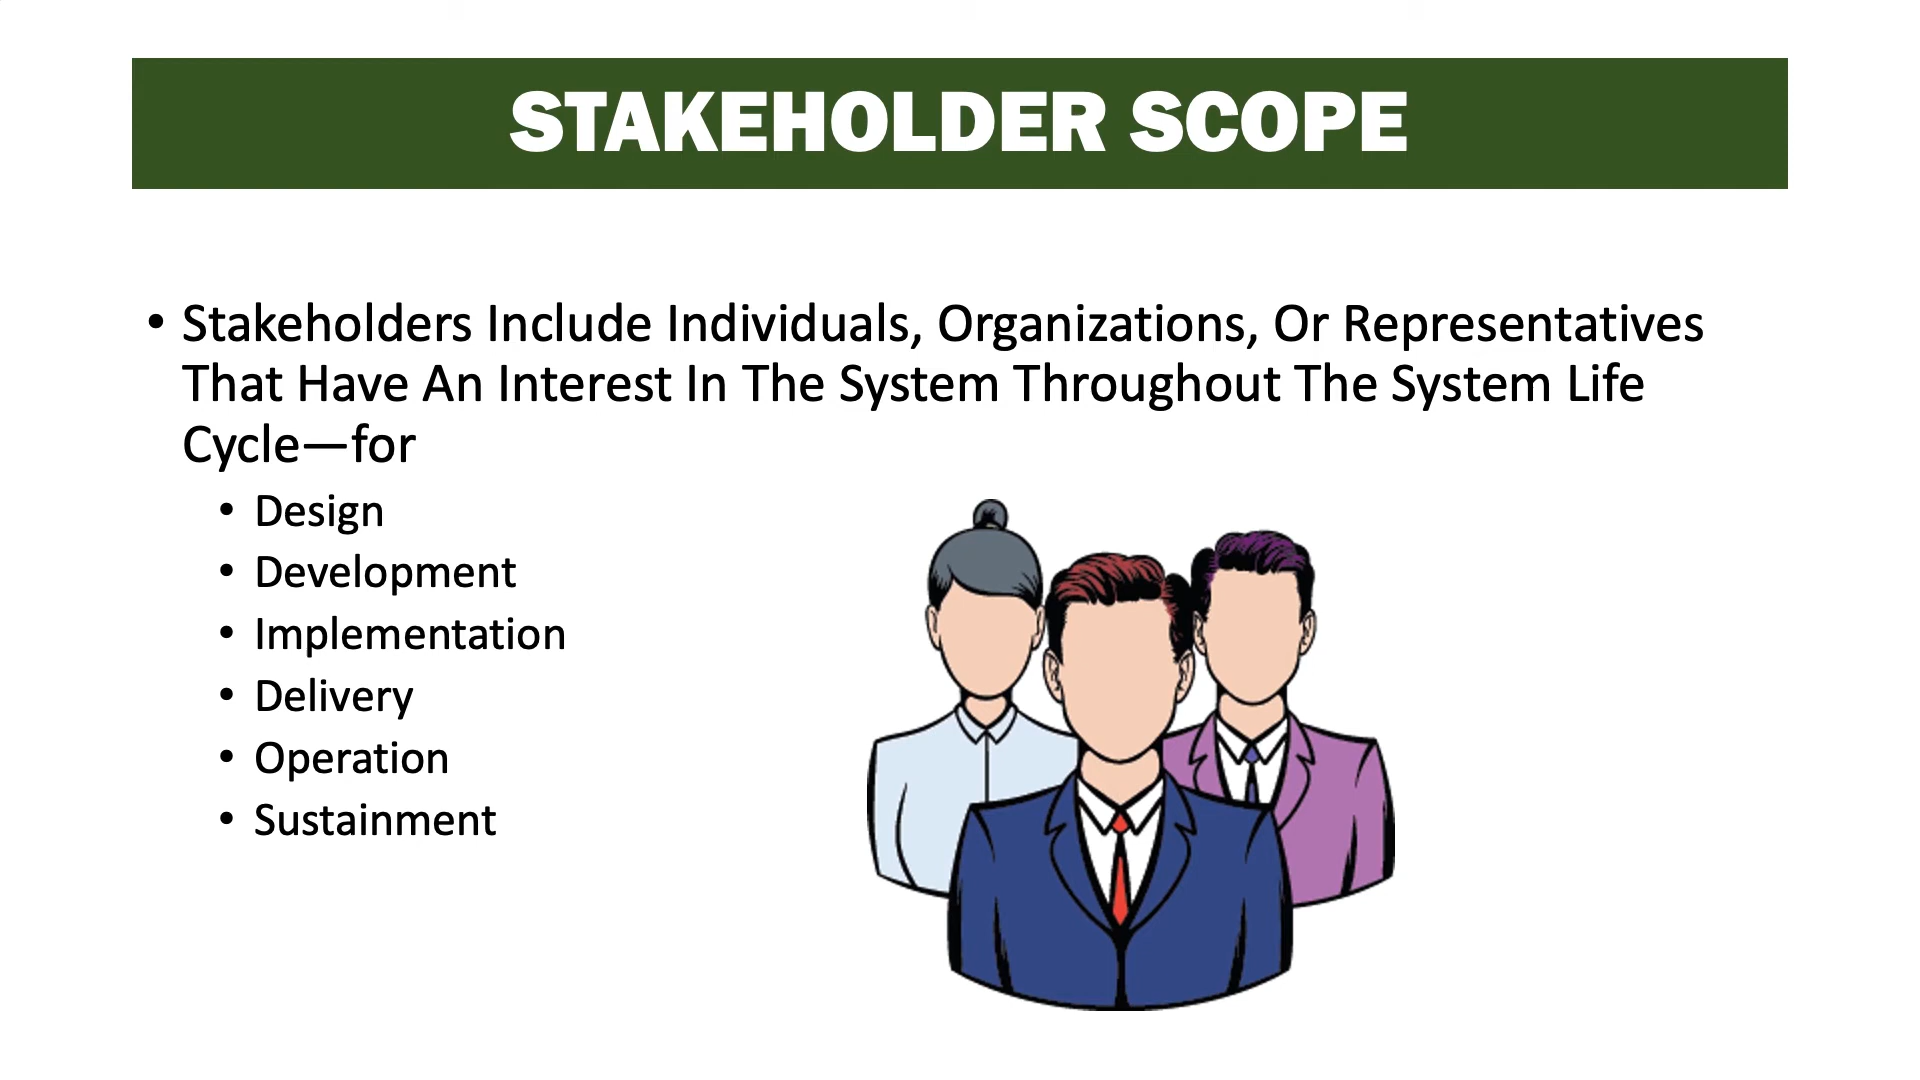 STAKEHOLDER SCOPE
• Stakeholders Include Individuals, Organizations, Or Representatives
That Have An Interest In The System Throughout The System Life
Cycle—for
• Design
• Development
• Implementation
• Delivery
• Operation
• Sustainment